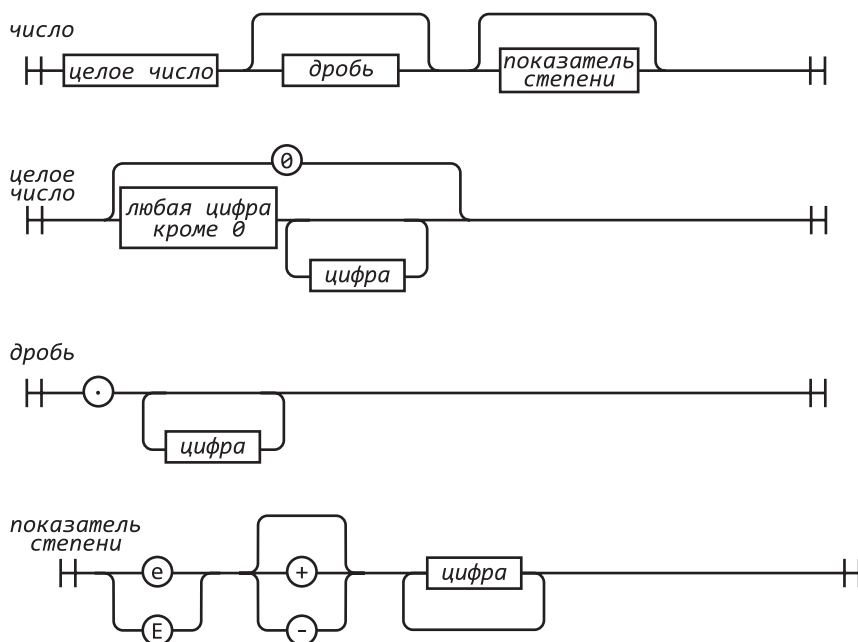 число
целое число
дробь
показатель
степени
целое
число
0
любая цифра
кроме 0
цифра
дробь
.
цифра
показатель
степени
e
+
цифра
E
-